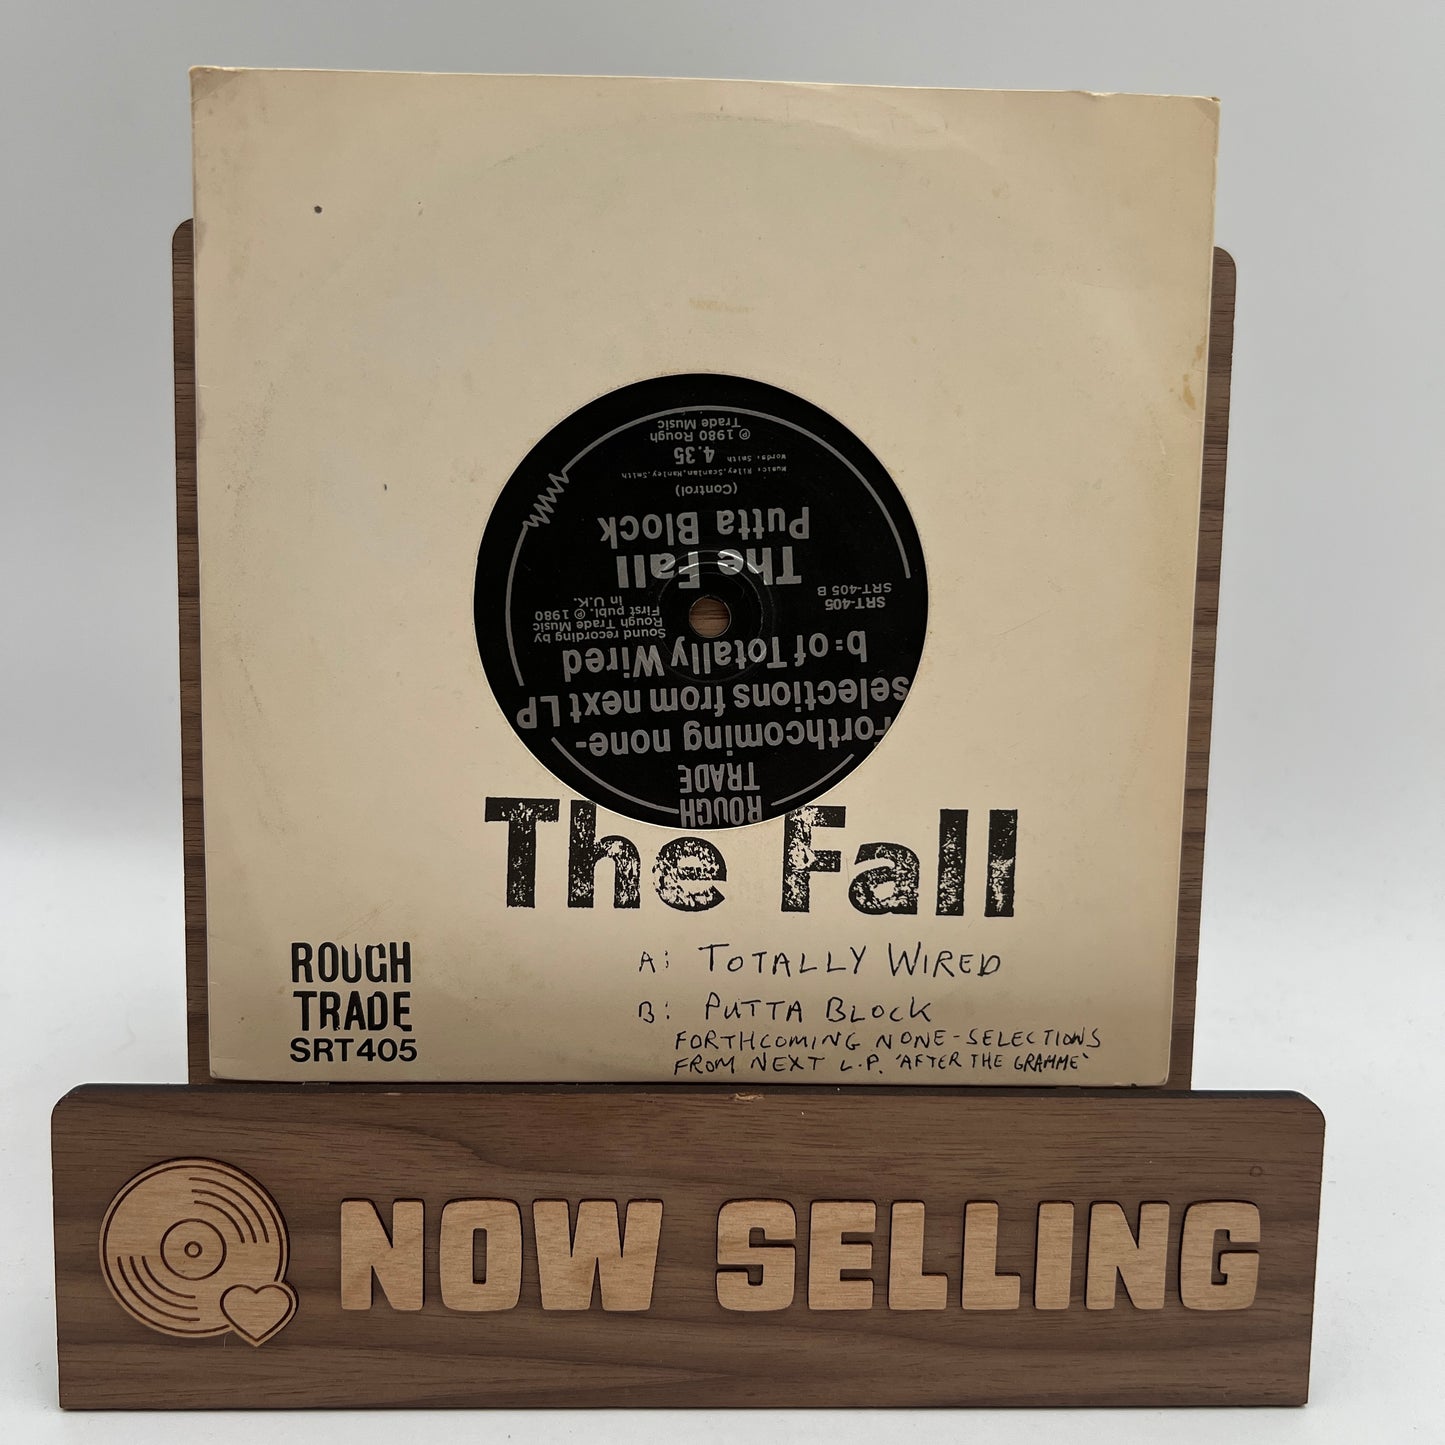 ℗ 1980 Rough
Trade Music
4.35
Words: Smith
Music: Riley, Scanlan, Hanley, Smith
(Control)
Putta Block
The Fall
SRT-405
SRT-405 B
Sound recording by
Rough Trade Music
First publ. ℗ 1980
in U.K.
b: of Totally Wired
selections from next LP
Forthcoming none-
ROUGH
TRADE
The Fall
ROUGH
TRADE
SRT405
A: TOTALLY WIRED
B: PUTTA BLOCK
FORTHCOMING NONE-SELECTIONS
FROM NEXT L.P. 'AFTER THE GRAMME'
NOW SELLING